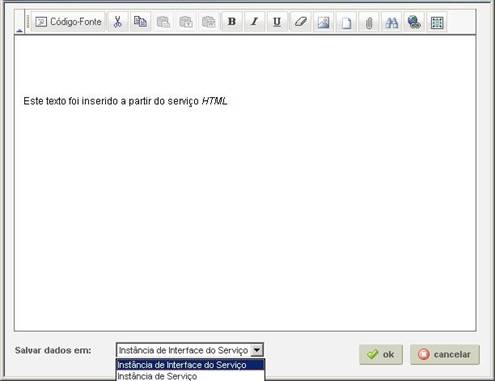 Código-Fonte B I U
Este texto foi inserido a partir do serviço HTML
Salvar dados em: Instância de Interface do Serviço ok cancelar
Instância de Interface do Serviço
Instância de Serviço